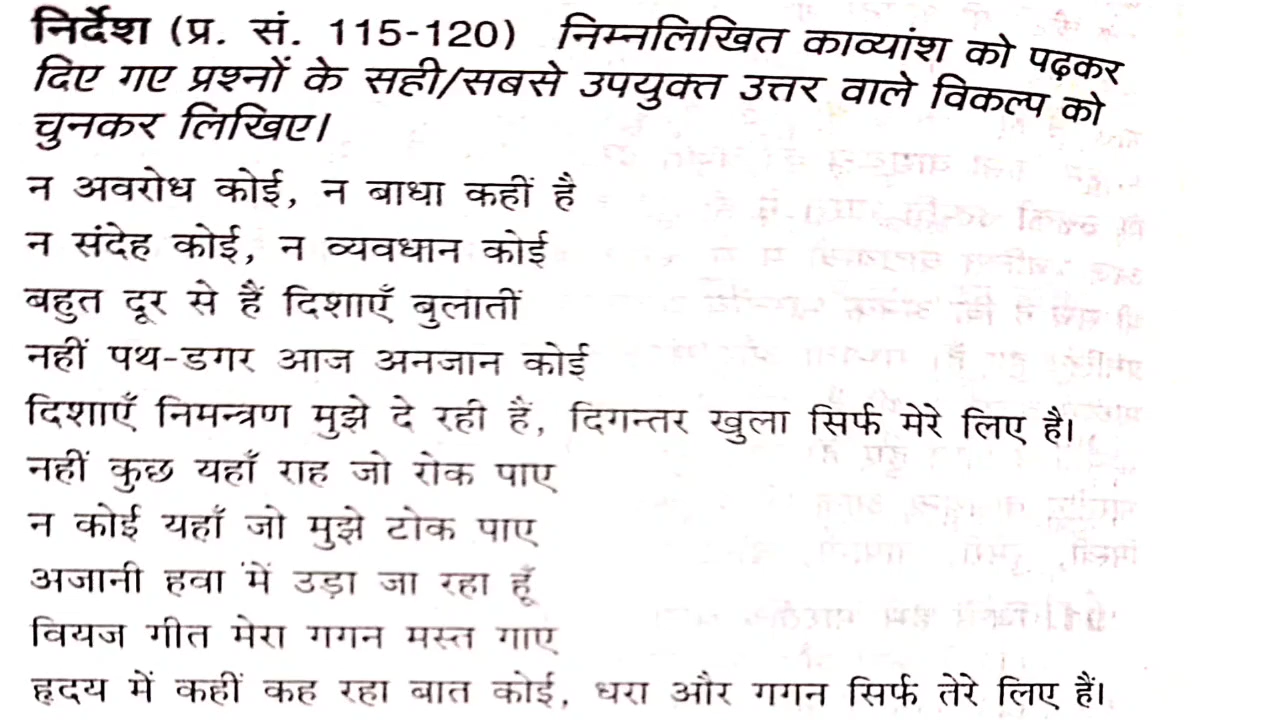 निर्देश (प्र. सं. 115-120) निम्नलिखित काव्यांश को पढ़कर
दिए गए प्रश्नों के सही/सबसे उपयुक्त उत्तर वाले विकल्प को
चुनकर लिखिए।
न अवरोध कोई, न बाधा कहीं है
न संदेह कोई, न व्यवधान कोई
बहुत दूर से हैं दिशाएँ बुलातीं
नहीं पथ-डगर आज अनजान कोई
दिशाएँ निमन्त्रण मुझे दे रही हैं, दिगन्तर खुला सिर्फ मेरे लिए है।
नहीं कुछ यहाँ राह जो रोक पाए
न कोई यहाँ जो मुझे टोक पाए
अजानी हवा में उड़ा जा रहा हूँ
वियज गीत मेरा गगन मस्त गाए
हृदय में कहीं कह रहा बात कोई, धरा और गगन सिर्फ तेरे लिए हैं।